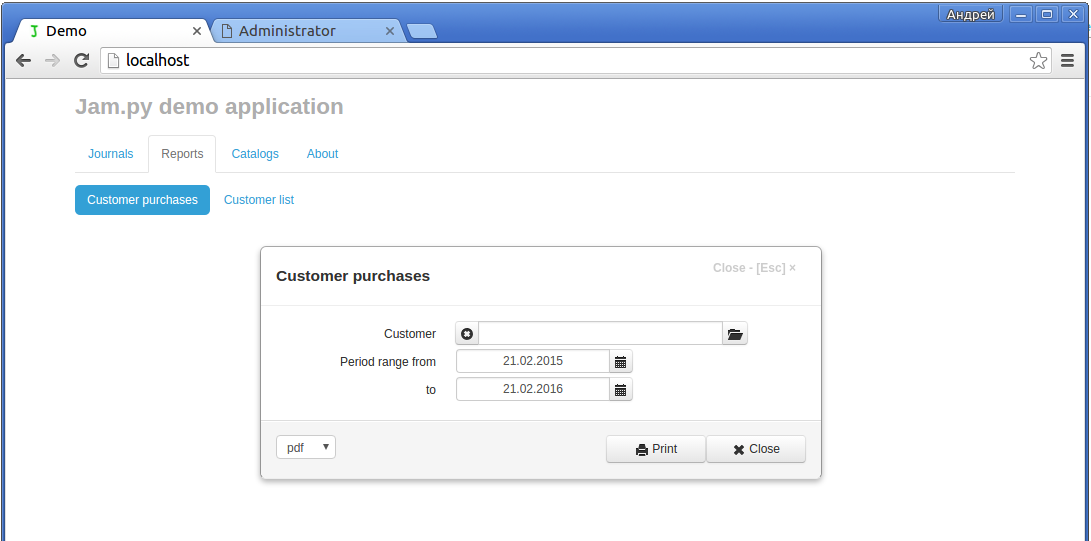 Андрей
Demo Administrator
localhost
Jam.py demo application
Journals Reports Catalogs About
Customer purchases Customer list
Customer purchases Close - [Esc] ×
Customer
Period range from 21.02.2015
to 21.02.2016
pdf Print Close